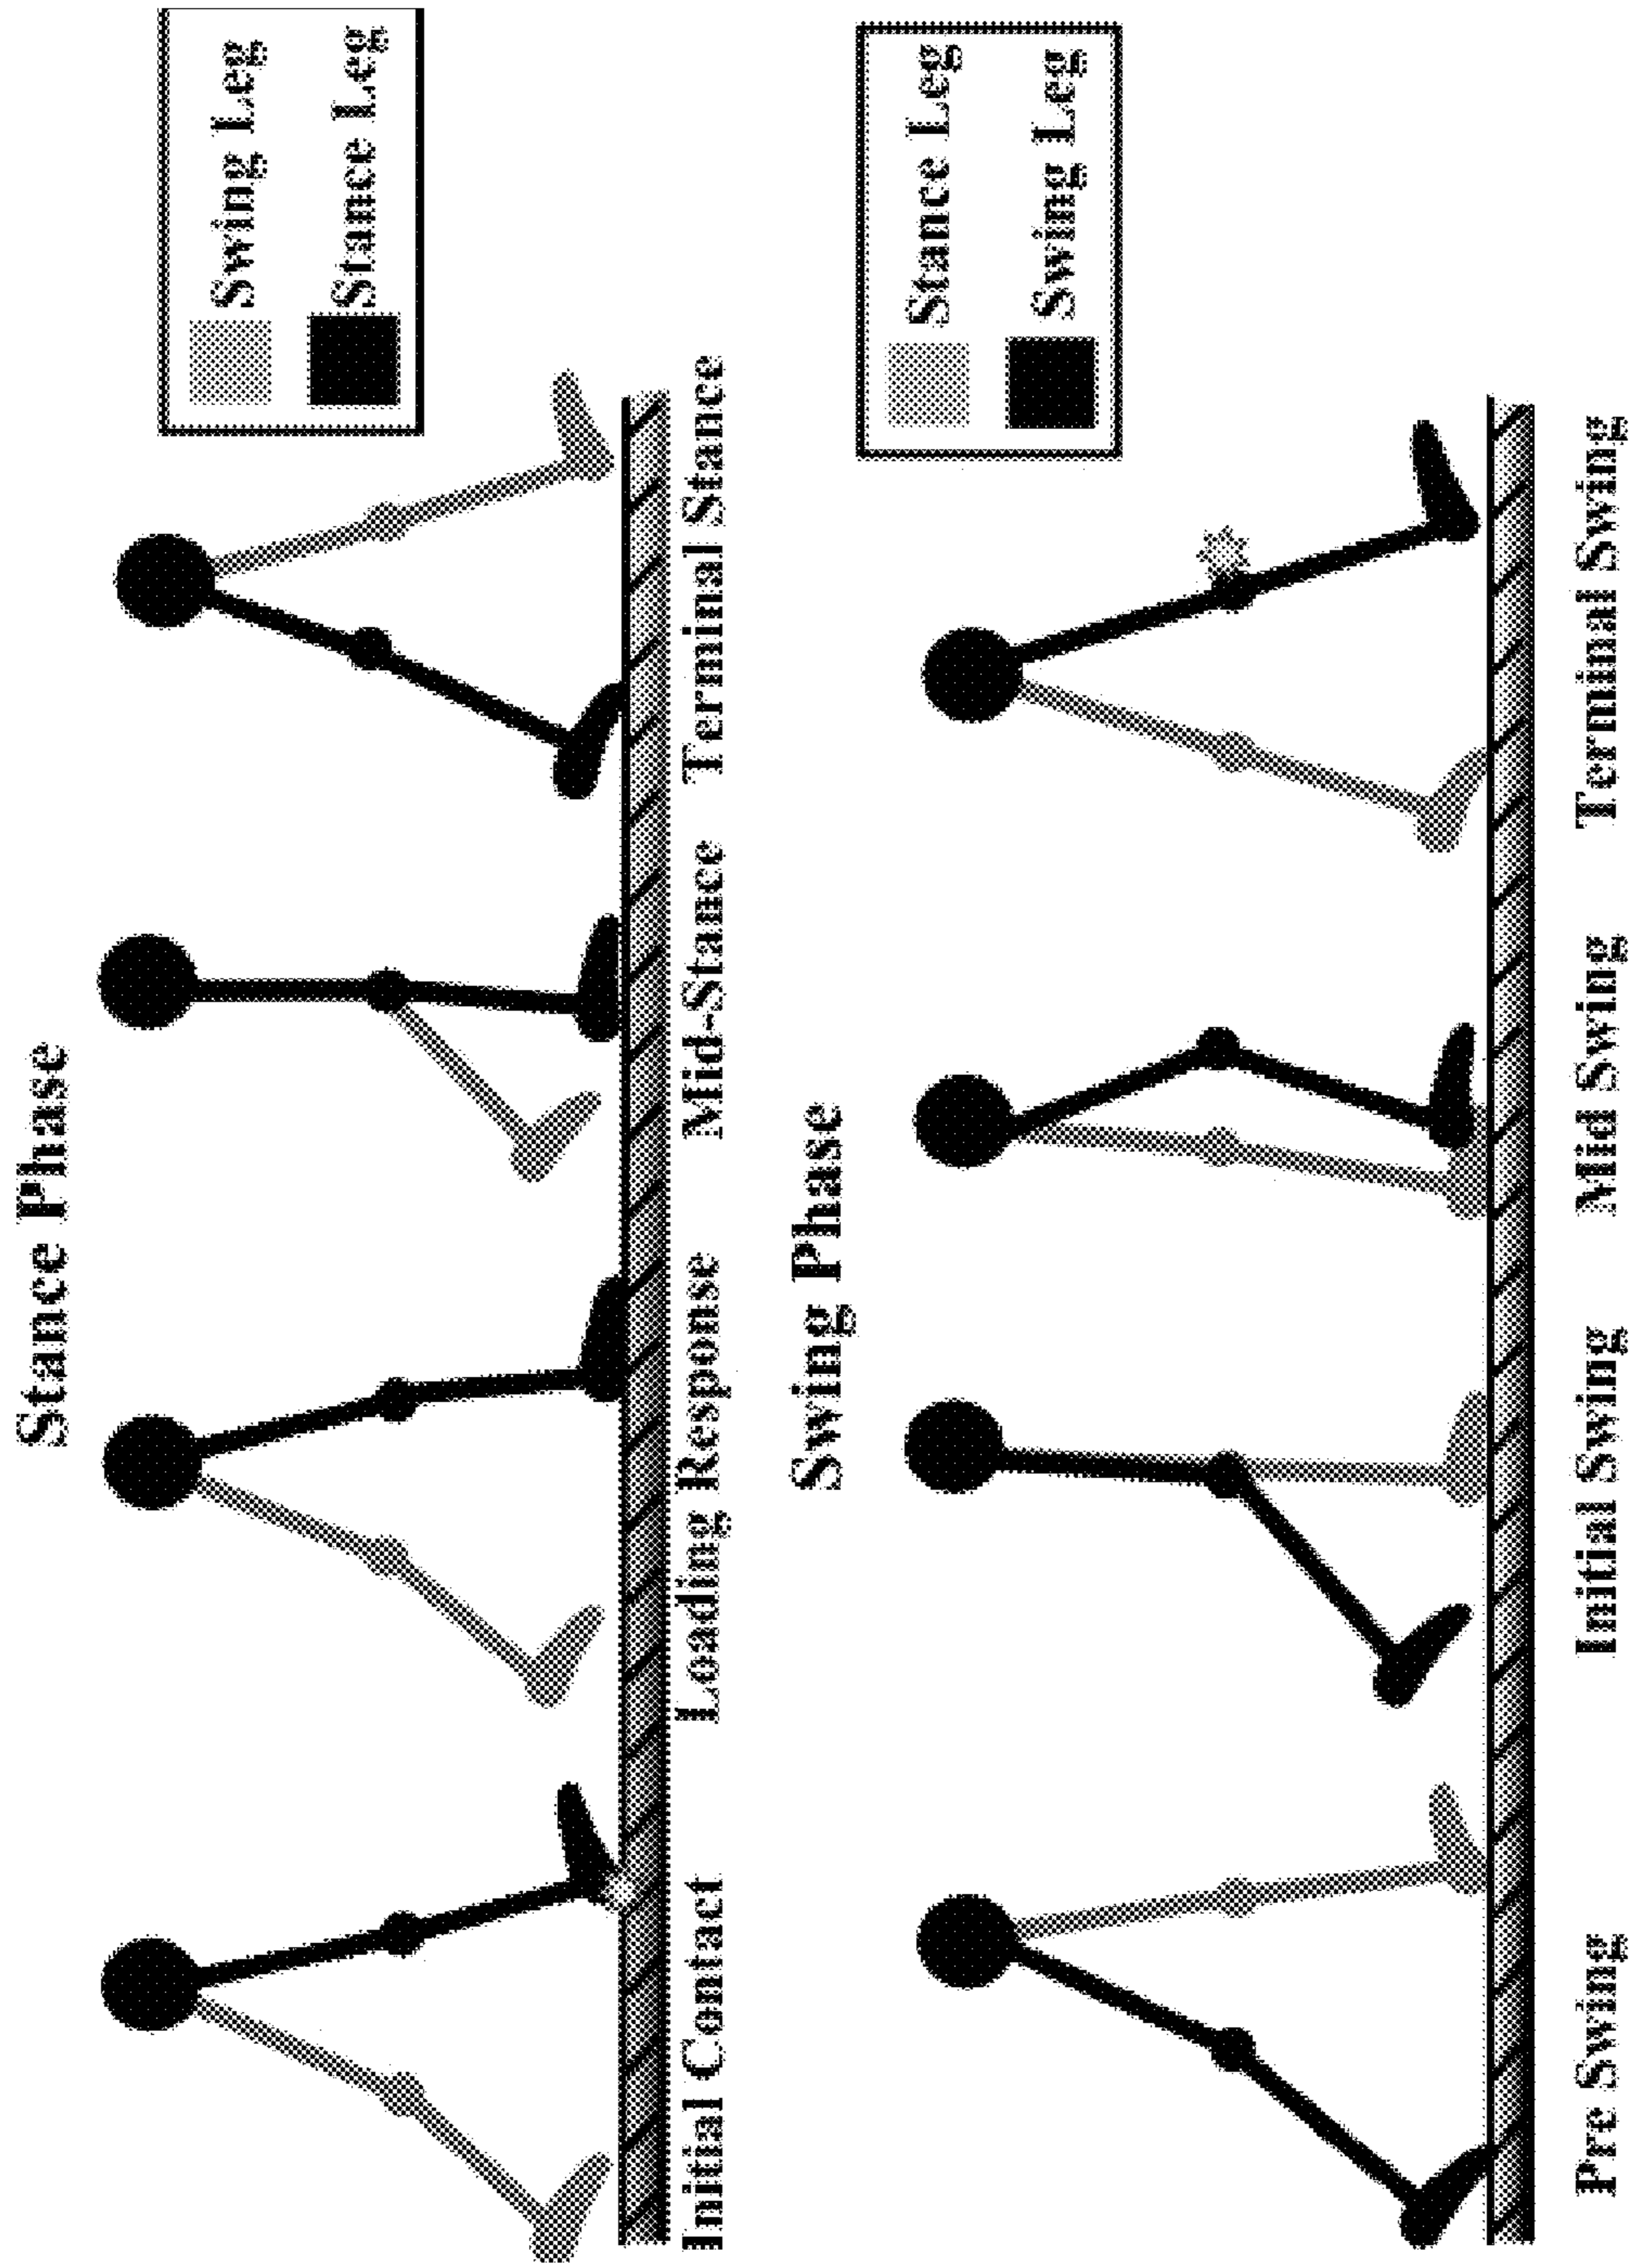 Stance Phase
Swing Leg
Stance Leg
Initial Contact
Loading Response
Mid-Stance
Terminal Stance
Swing Phase
Stance Leg
Swing Leg
Pre Swing
Initial Swing
Mid Swing
Terminal Swing